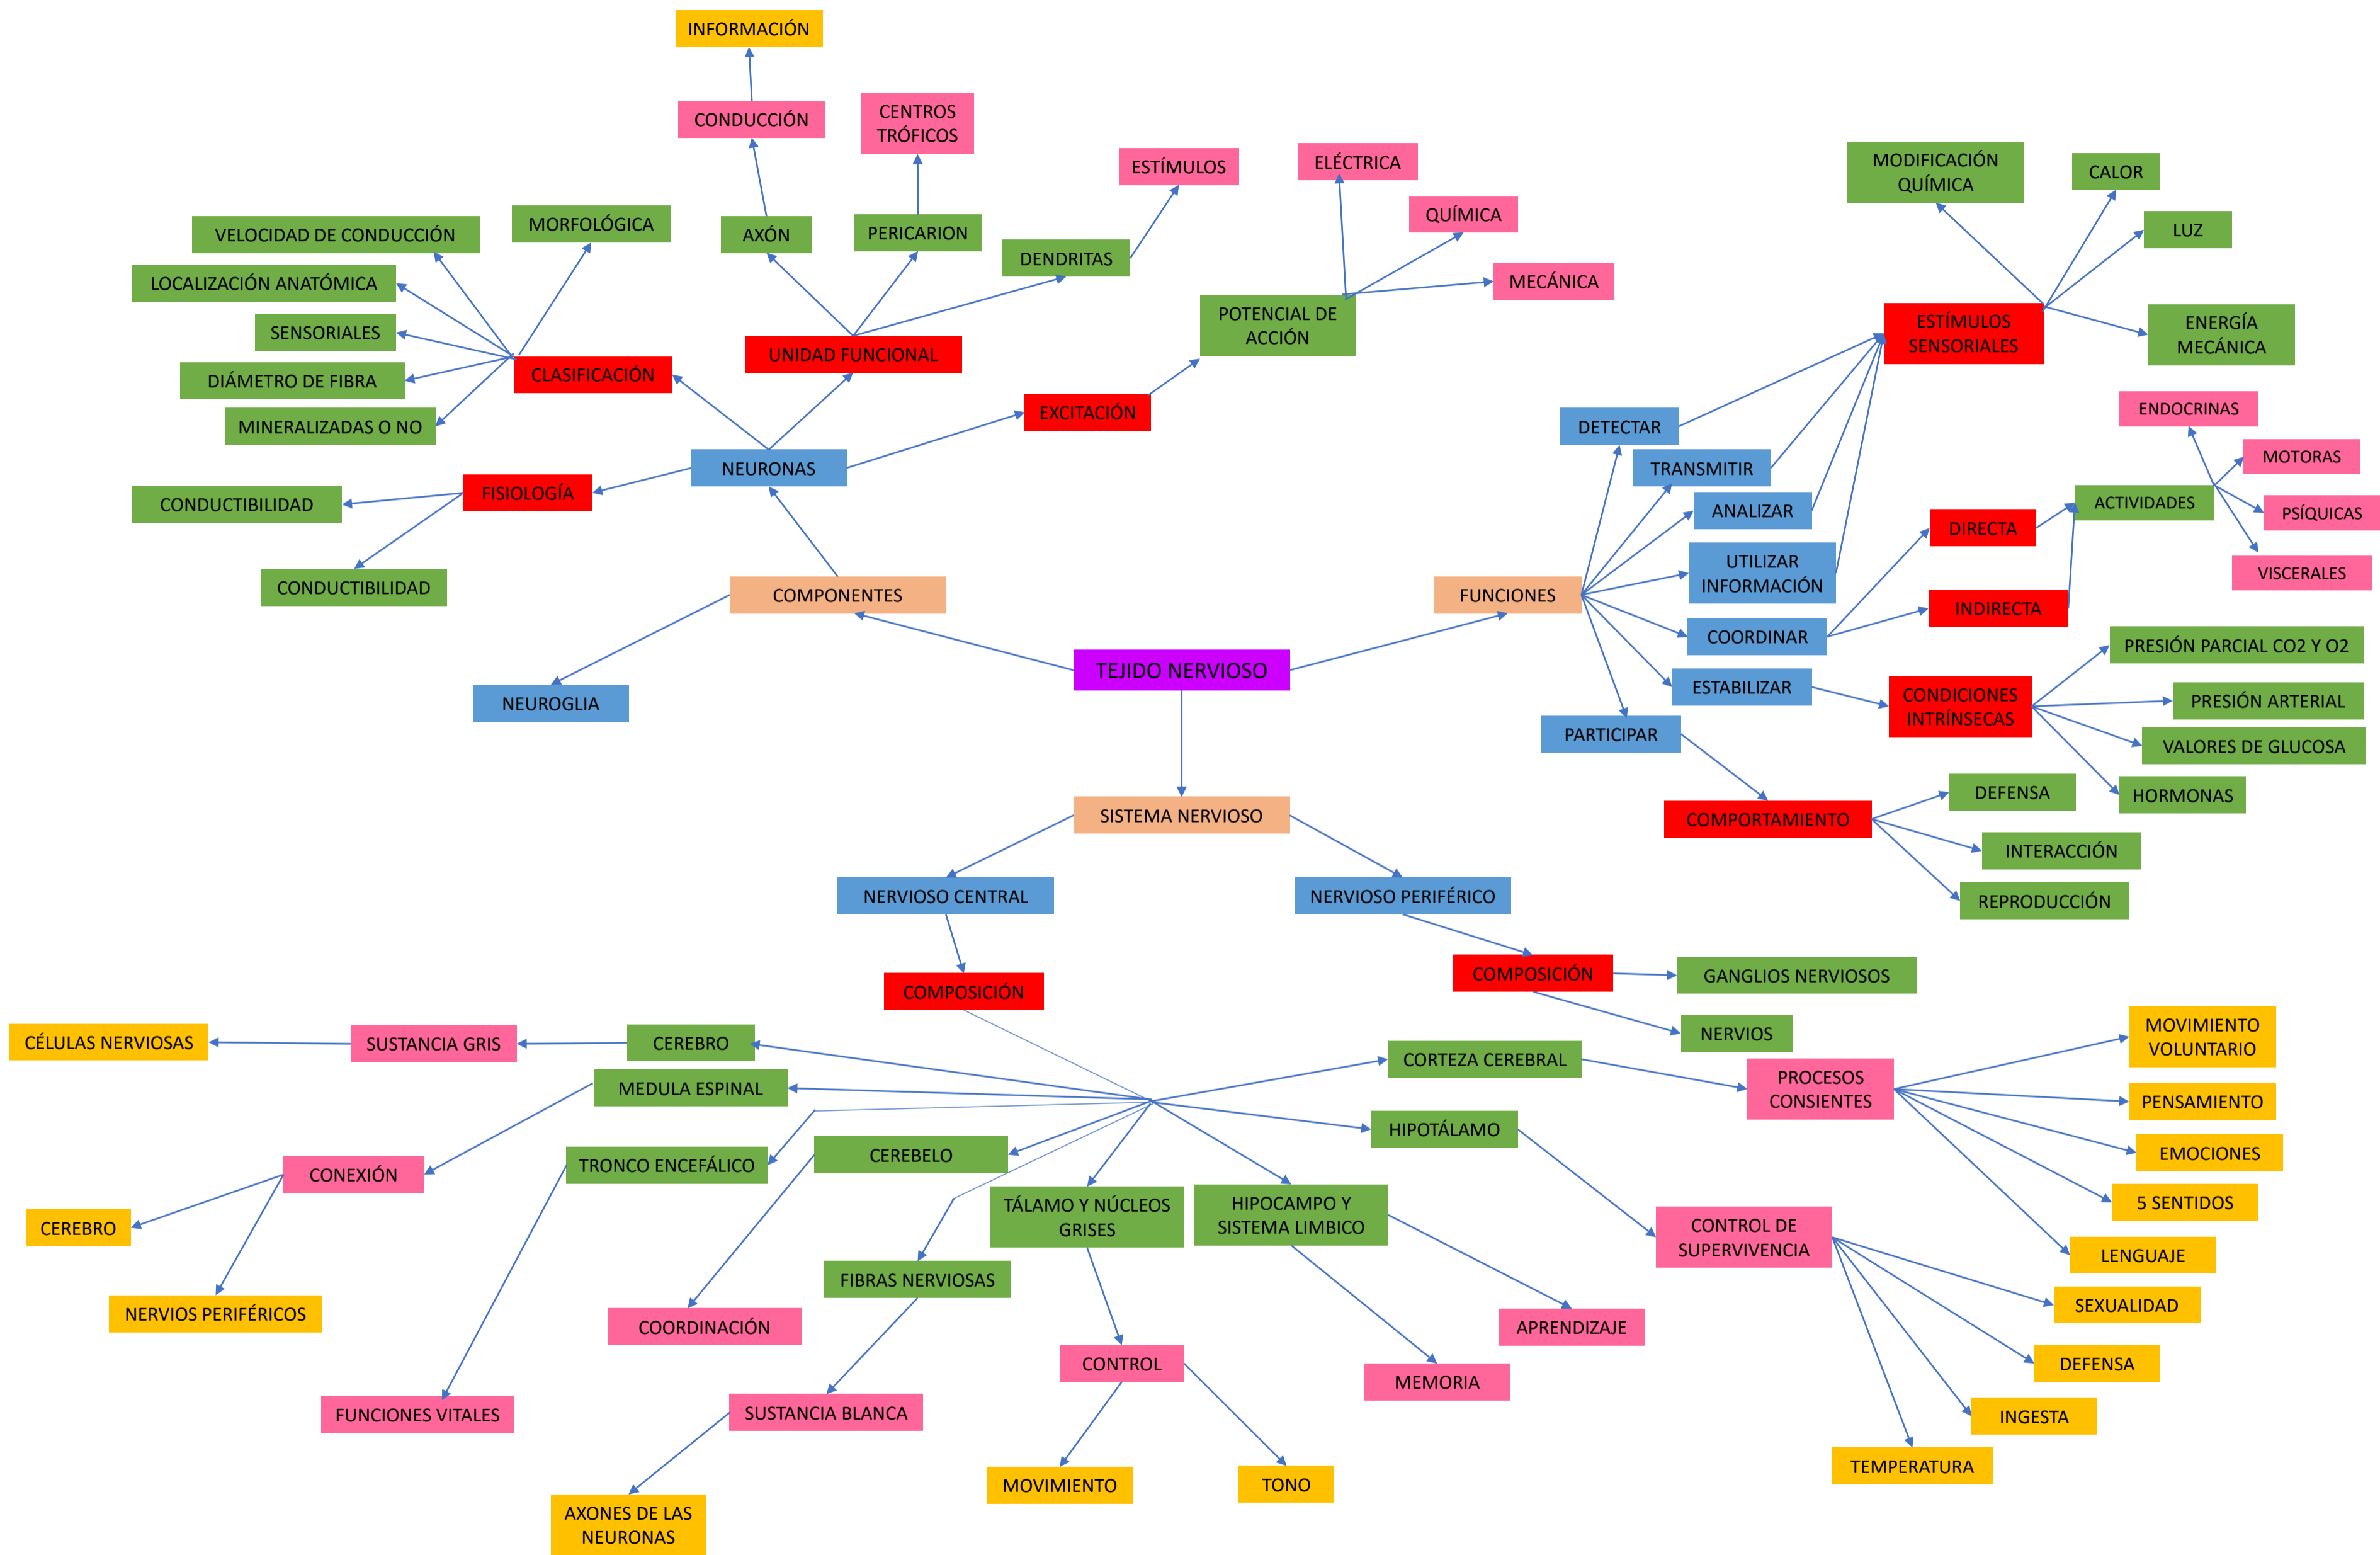 INFORMACIÓN
CONDUCCIÓN
CENTROS
TRÓFICOS
ESTÍMULOS
ELÉCTRICA
QUÍMICA
MECÁNICA
MODIFICACIÓN
QUÍMICA
CALOR
LUZ
ENERGÍA
MECÁNICA
VELOCIDAD DE CONDUCCIÓN
MORFOLÓGICA
LOCALIZACIÓN ANATÓMICA
SENSORIALES
DIÁMETRO DE FIBRA
MINERALIZADAS O NO
CLASIFICACIÓN
AXÓN
PERICARION
DENDRITAS
UNIDAD FUNCIONAL
POTENCIAL DE
ACCIÓN
EXCITACIÓN
ESTÍMULOS
SENSORIALES
NEURONAS
FISIOLOGÍA
CONDUCTIBILIDAD
CONDUCTIBILIDAD
COMPONENTES
NEUROGLIA
TEJIDO NERVIOSO
FUNCIONES
DETECTAR
TRANSMITIR
ANALIZAR
UTILIZAR
INFORMACIÓN
COORDINAR
ESTABILIZAR
PARTICIPAR
DIRECTA
INDIRECTA
ACTIVIDADES
ENDOCRINAS
MOTORAS
PSÍQUICAS
VISCERALES
CONDICIONES
INTRÍNSECAS
PRESIÓN PARCIAL CO2 Y O2
PRESIÓN ARTERIAL
VALORES DE GLUCOSA
HORMONAS
COMPORTAMIENTO
DEFENSA
INTERACCIÓN
REPRODUCCIÓN
SISTEMA NERVIOSO
NERVIOSO CENTRAL
NERVIOSO PERIFÉRICO
COMPOSICIÓN
COMPOSICIÓN
GANGLIOS NERVIOSOS
NERVIOS
CÉLULAS NERVIOSAS
SUSTANCIA GRIS
CEREBRO
MEDULA ESPINAL
CONEXIÓN
CEREBRO
NERVIOS PERIFÉRICOS
TRONCO ENCEFÁLICO
FUNCIONES VITALES
CEREBELO
COORDINACIÓN
FIBRAS NERVIOSAS
SUSTANCIA BLANCA
AXONES DE LAS
NEURONAS
TÁLAMO Y NÚCLEOS
GRISES
CONTROL
MOVIMIENTO
TONO
HIPOCAMPO Y
SISTEMA LIMBICO
APRENDIZAJE
MEMORIA
HIPOTÁLAMO
CONTROL DE
SUPERVIVENCIA
SEXUALIDAD
DEFENSA
INGESTA
TEMPERATURA
CORTEZA CEREBRAL
PROCESOS
CONSIENTES
MOVIMIENTO
VOLUNTARIO
PENSAMIENTO
EMOCIONES
5 SENTIDOS
LENGUAJE